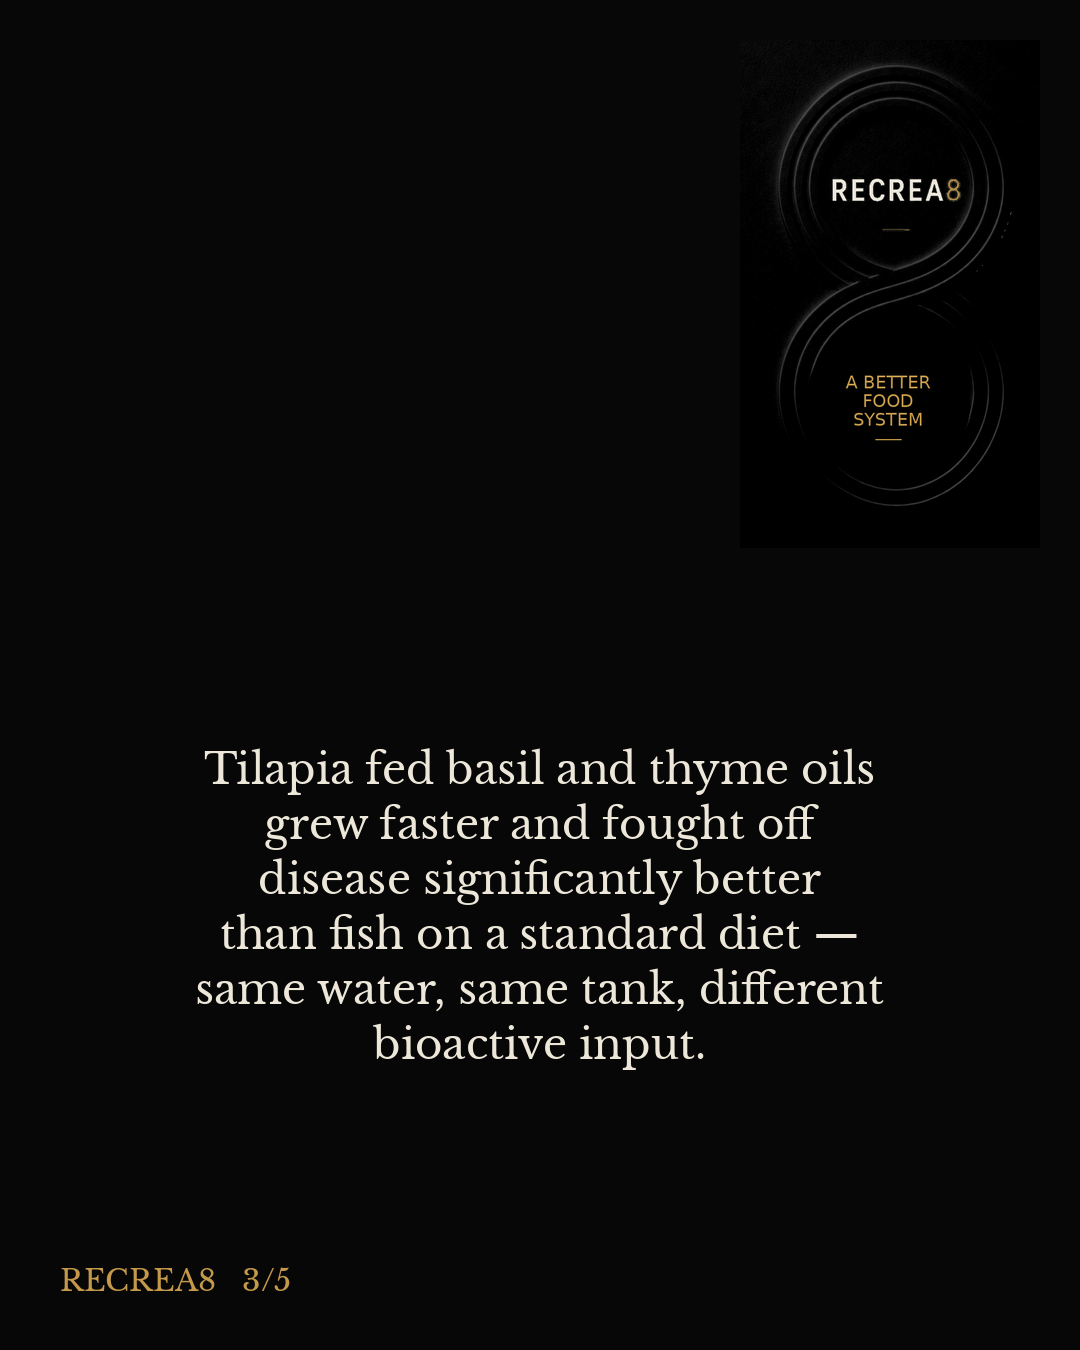 RECREA8
A BETTER
FOOD
SYSTEM
Tilapia fed basil and thyme oils
grew faster and fought off
disease significantly better
than fish on a standard diet —
same water, same tank, different
bioactive input.
RECREA8 3/5